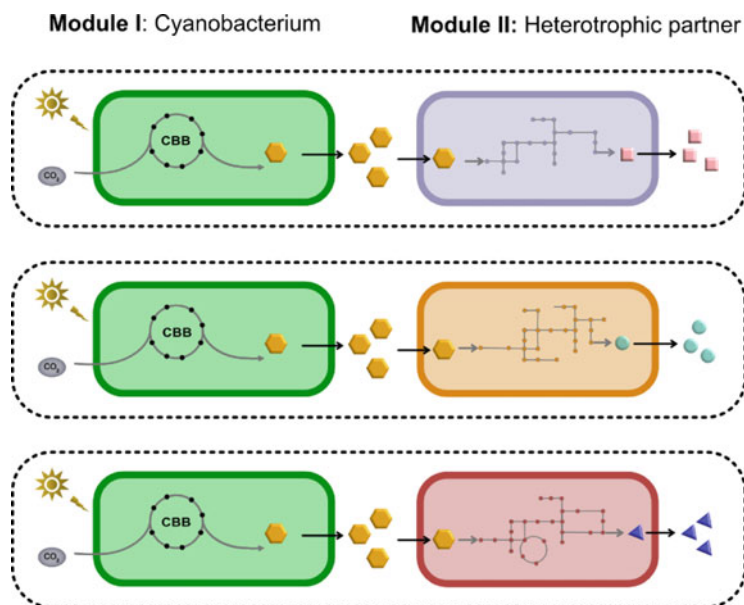 Module I: Cyanobacterium
Module II: Heterotrophic partner
CBB
CO₂
CBB
CO₂
CBB
CO₂